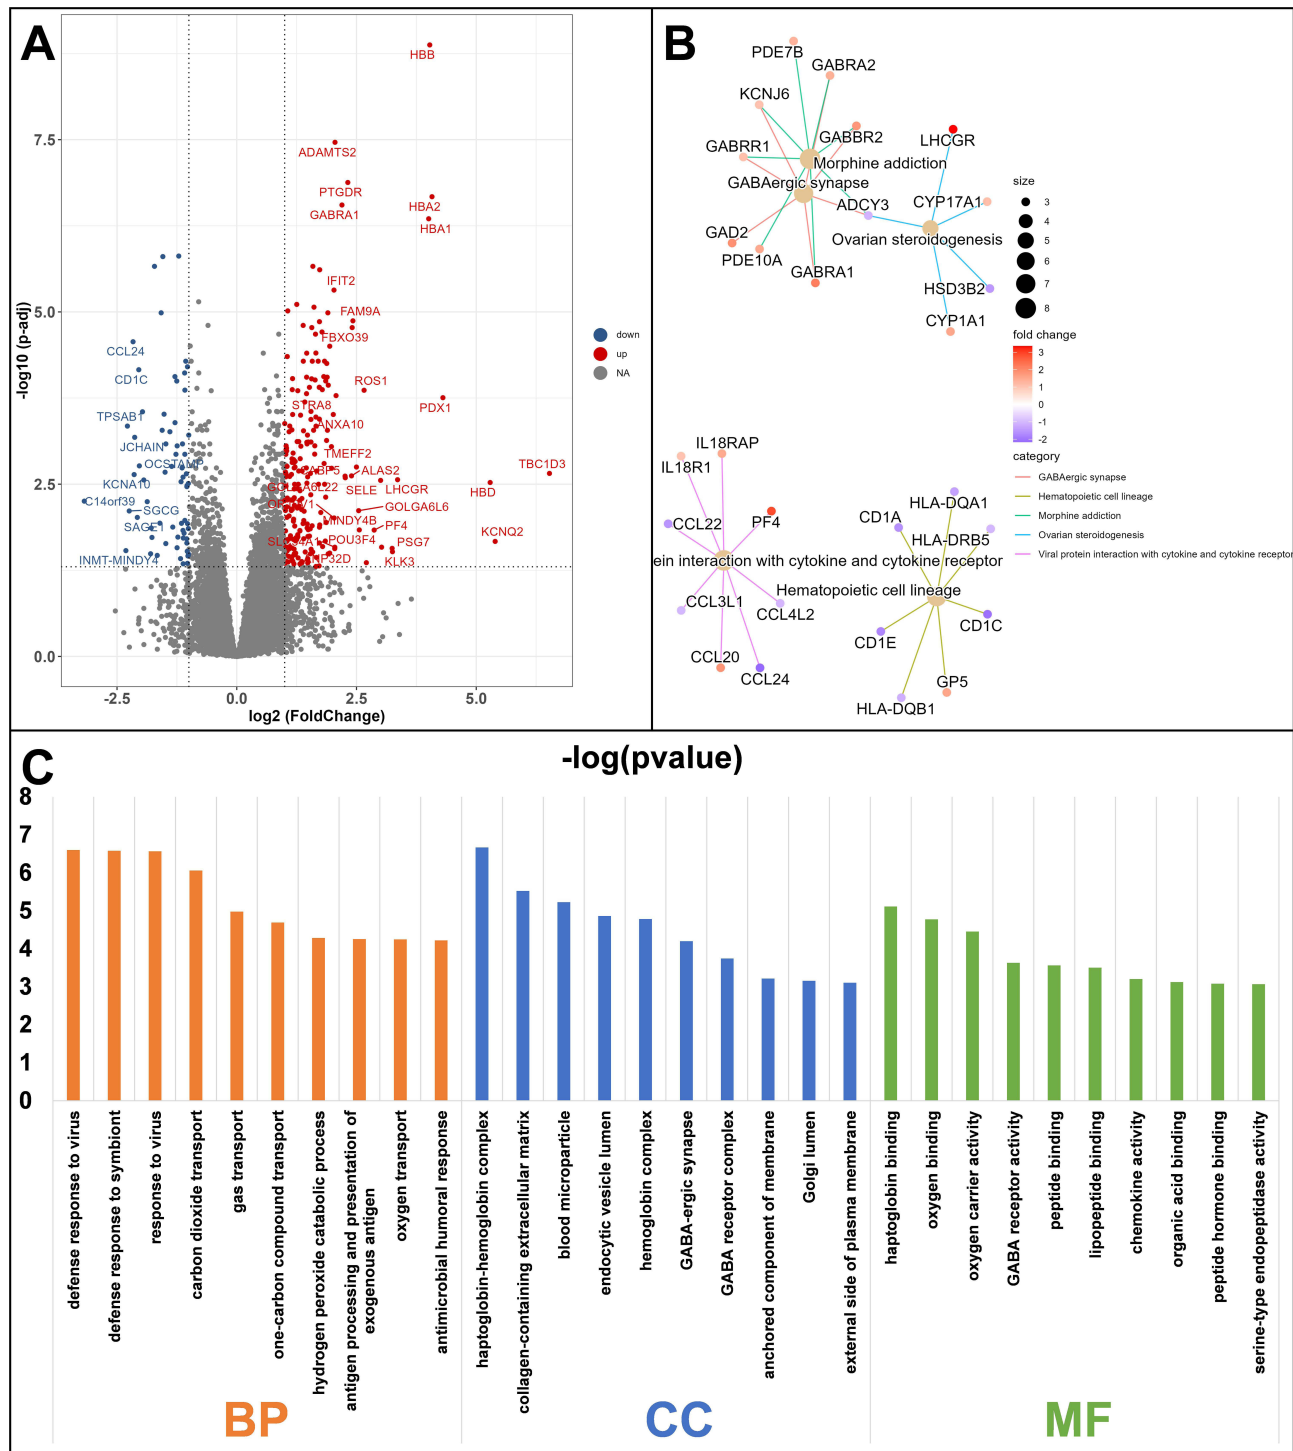 A
HBB
7.5
ADAMTS2
PTGDR
GABRA1
HBA2
HBA1
IFIT2
5.0
FAM9A
FBXO39
CCL24
CD1C
ROS1
STRA8
PDX1
TPSAB1
ANXA10
JCHAIN
TMEFF2
OCSTAMP
ALAS2
TBC1D3
2.5
KCNA10
SELE
LHCGR
HBD
C14orf39
SGCG
GOLGA6L6
SAGE1
MINDY4B
PF4
KCNQ2
POU3F4
PSG7
INMT-MINDY4
KLK3
0.0
-2.5
0.0
2.5
5.0
log2 (FoldChange)
-log10 (p-adj)
down
up
NA
B
PDE7B
GABRA2
KCNJ6
GABBR2
LHCGR
GABRR1
Morphine addiction
GABAergic synapse
ADCY3
CYP17A1
GAD2
Ovarian steroidogenesis
PDE10A
GABRA1
HSD3B2
CYP1A1
IL18RAP
IL18R1
CCL22
PF4
HLA-DQA1
CD1A
HLA-DRB5
ein interaction with cytokine and cytokine receptor
Hematopoietic cell lineage
CCL3L1
CCL4L2
CD1C
CD1E
CCL20
CCL24
GP5
HLA-DQB1
size
3
4
5
6
7
8
fold change
3
2
1
0
-1
-2
category
GABAergic synapse
Hematopoietic cell lineage
Morphine addiction
Ovarian steroidogenesis
Viral protein interaction with cytokine and cytokine receptor
C
-log(pvalue)
8
7
6
5
4
3
2
1
0
defense response to virus
defense response to symbiont
response to virus
carbon dioxide transport
gas transport
one-carbon compound transport
hydrogen peroxide catabolic process
antigen processing and presentation of
exogenous antigen
oxygen transport
antimicrobial humoral response
haptoglobin-hemoglobin complex
collagen-containing extracellular matrix
blood microparticle
endocytic vesicle lumen
hemoglobin complex
GABA-ergic synapse
GABA receptor complex
anchored component of membrane
Golgi lumen
external side of plasma membrane
haptoglobin binding
oxygen binding
oxygen carrier activity
GABA receptor activity
peptide binding
lipopeptide binding
chemokine activity
organic acid binding
peptide hormone binding
serine-type endopeptidase activity
BP
CC
MF